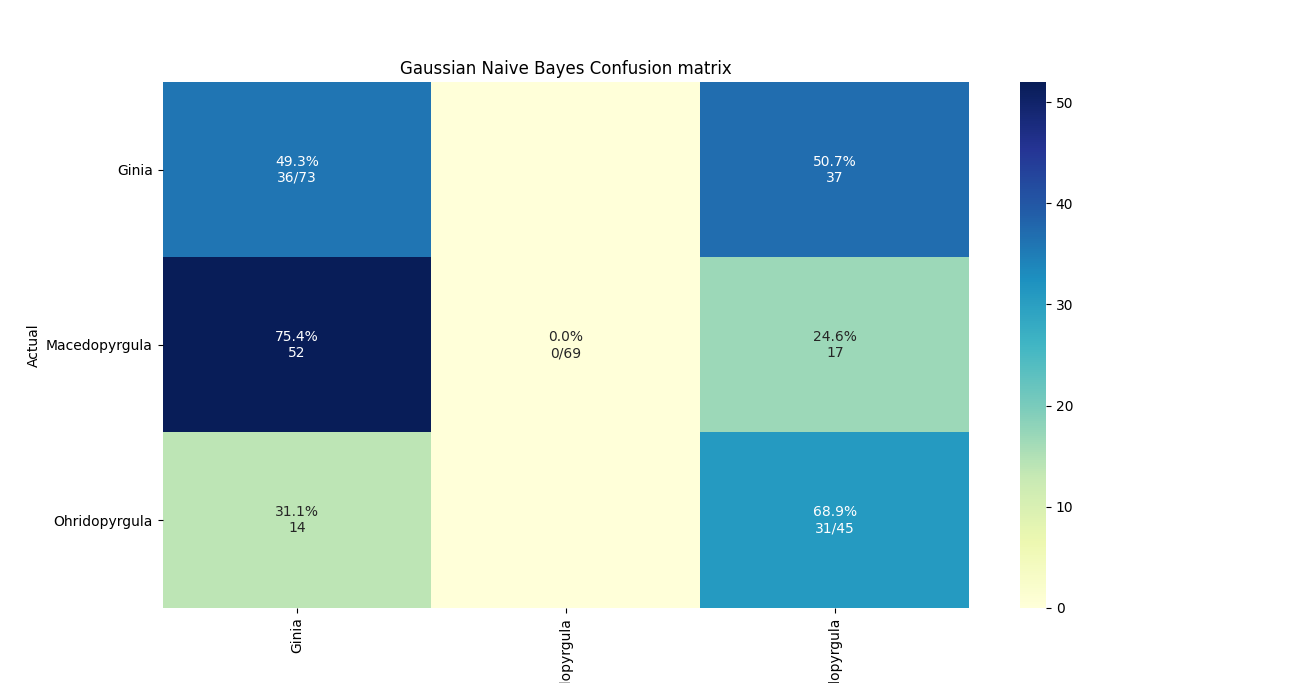 Gaussian Naive Bayes Confusion matrix
Actual
Ginia
49.3%
36/73
50.7%
37
Macedopyrgula
75.4%
52
0.0%
0/69
24.6%
17
Ohridopyrgula
31.1%
14
68.9%
31/45
Ginia
dopyrgula
dopyrgula
50
40
30
20
10
0